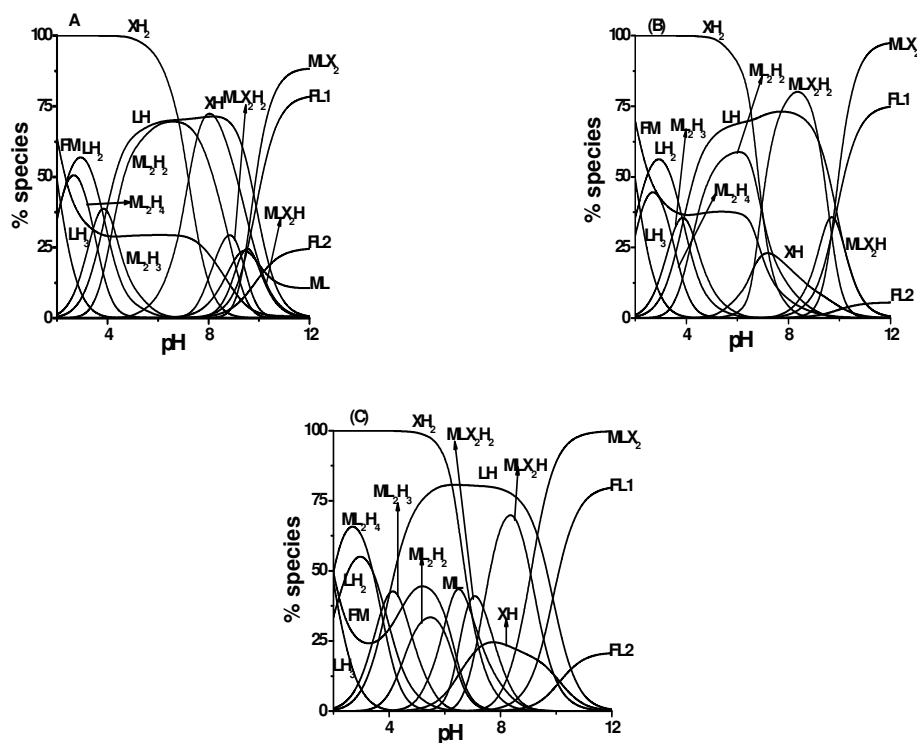 A
XH₂
MLX₂
FL1
XH
MLX₂H₂
LH
FM LH₂
ML₂H₂
ML₂H₄
LH₃
ML₂H₃
MLX₂H
FL2
ML
100
75
50
25
0
4
8
12
% species
pH
(B)
XH₂
MLX₂
ML₂H₂
MLX₂H₂
FL1
LH
FM
ML₂H₃
LH₂
ML₂H₄
LH₃
XH
MLX₂H
FL2
100
75
50
25
0
4
8
12
% species
pH
(C)
XH₂
MLX₂H₂
MLX₂
LH
MLX₂H
FL1
ML₂H₃
ML₂H₄
ML₂H₂
LH₂
ML
FM
XH
LH₃
FL2
100
75
50
25
0
4
8
12
% species
pH